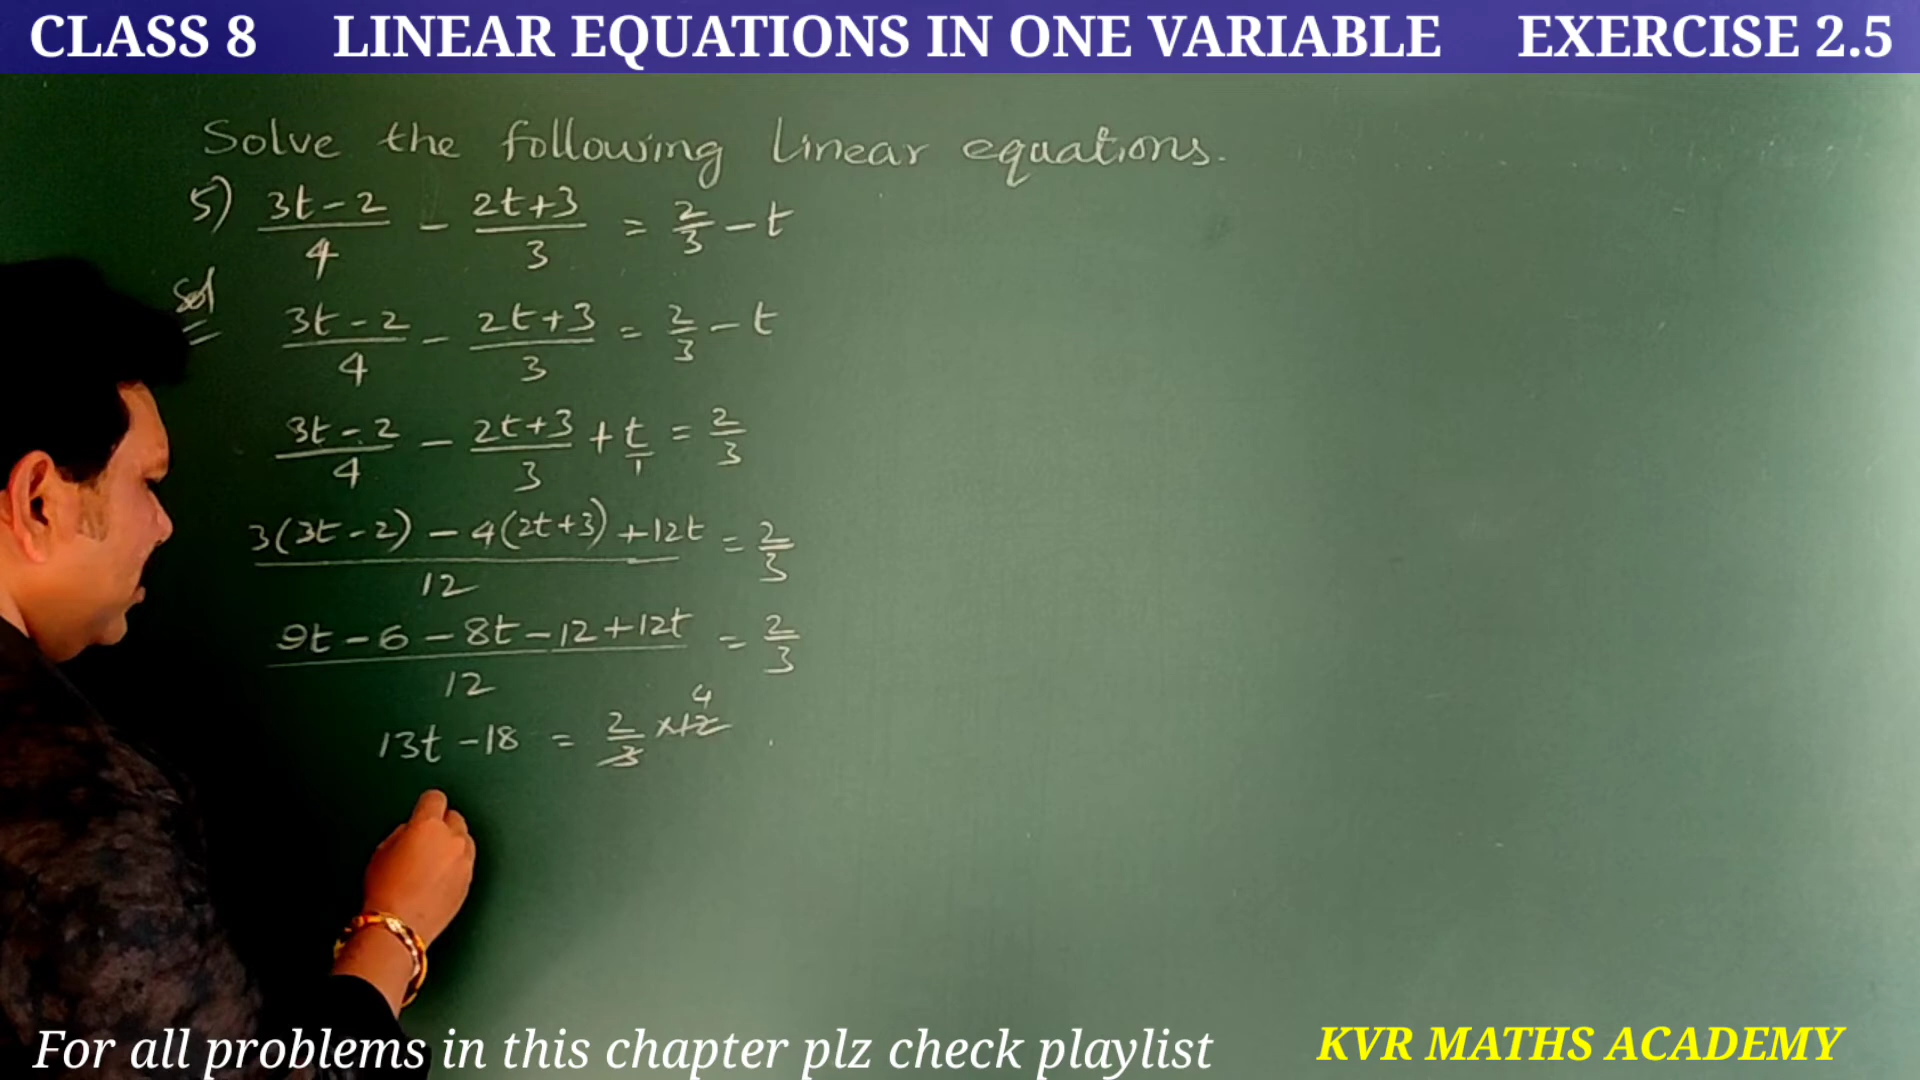 CLASS 8 LINEAR EQUATIONS IN ONE VARIABLE EXERCISE 2.5
Solve the following Linear equations.
5) (3t-2)/4 - (2t+3)/3 = 2/3 - t
Sol
(3t-2)/4 - (2t+3)/3 = 2/3 - t
(3t-2)/4 - (2t+3)/3 + t/1 = 2/3
(3(3t-2) - 4(2t+3) + 12t)/12 = 2/3
(9t - 6 - 8t - 12 + 12t)/12 = 2/3
13t - 18 = 2/3 × 12 4
For all problems in this chapter plz check playlist
KVR MATHS ACADEMY